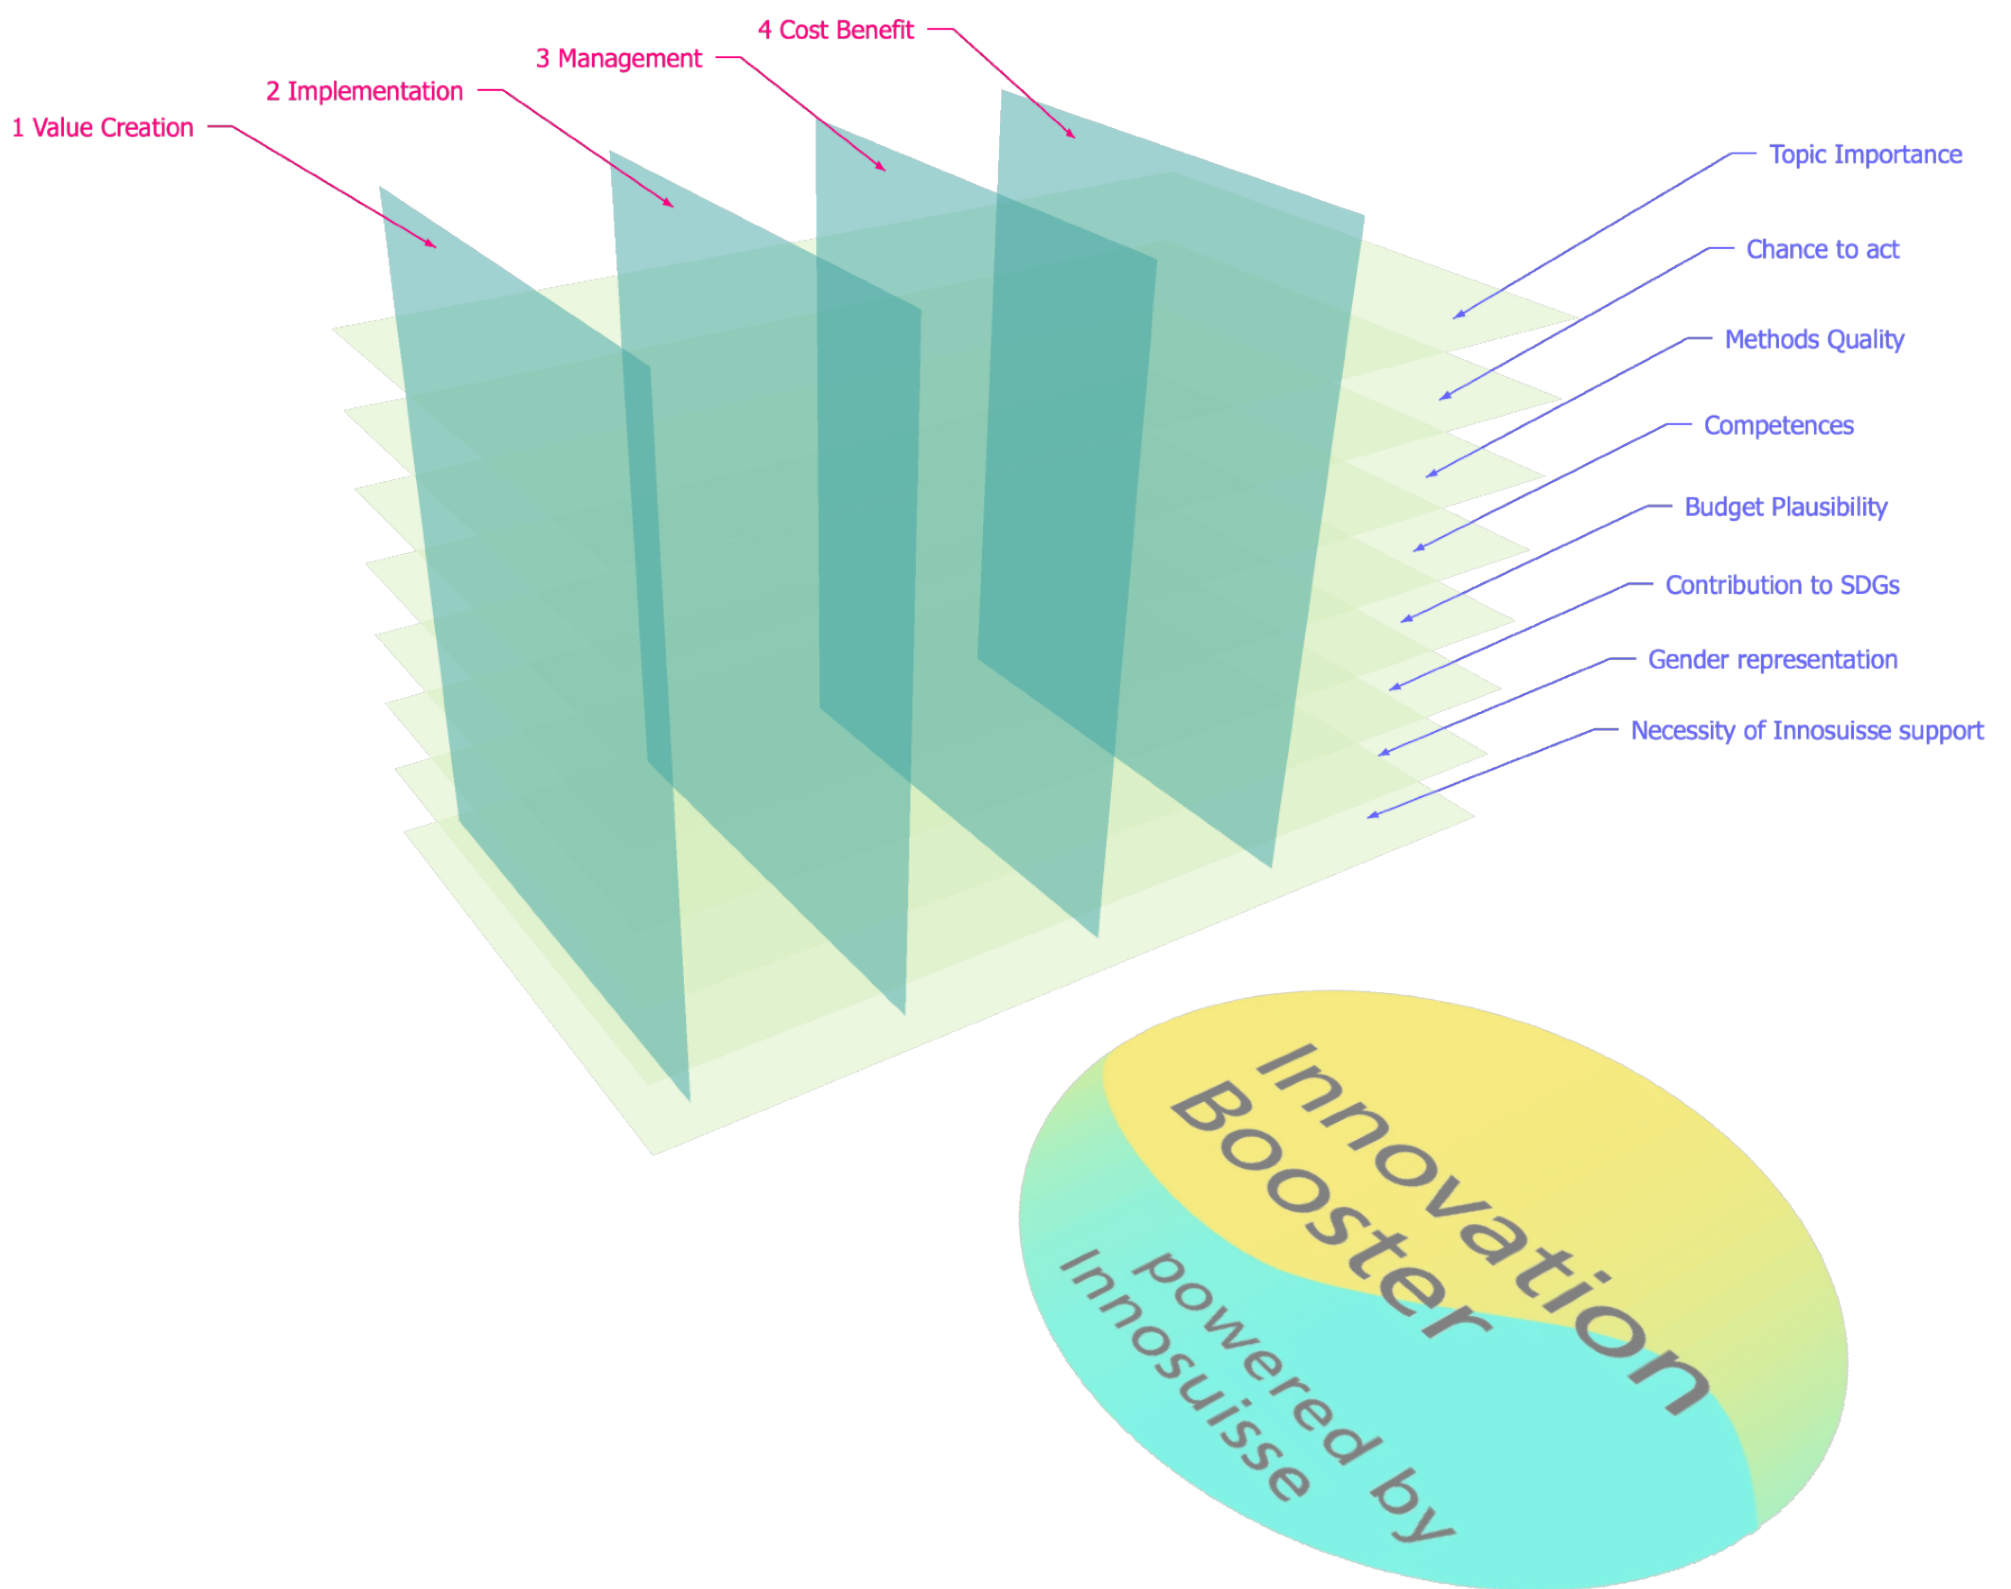 4 Cost Benefit
3 Management
2 Implementation
1 Value Creation
Topic Importance
Chance to act
Methods Quality
Competences
Budget Plausibility
Contribution to SDGs
Gender representation
Necessity of Innosuisse support
Innovation
Booster
powered by
Innosuisse